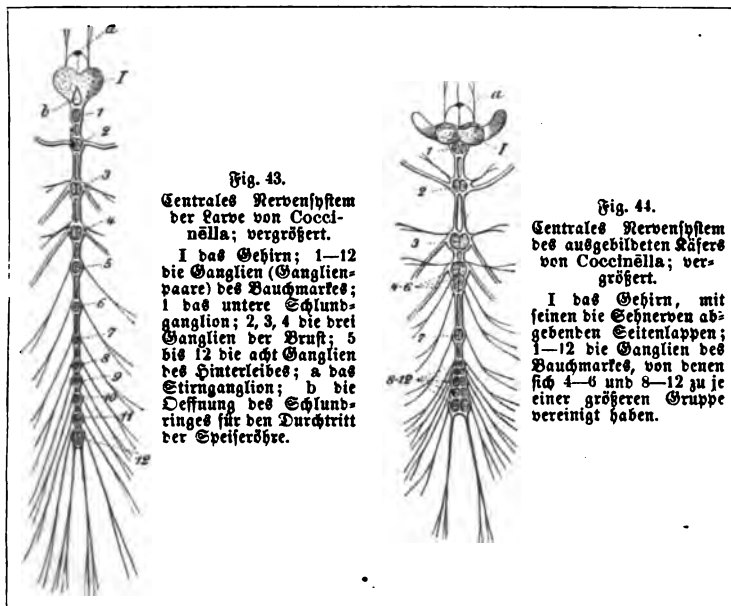 a
I
b
1
2
3
4
5
6
7
8
9
10
11
12
Fig. 43.
Centrales Nervensystem
der Larve von Cocci-
nēlla; vergrößert.
I das Gehirn; 1—12
die Ganglien (Ganglien-
paare) des Bauchmarkes;
1 das untere Schlund-
ganglion; 2, 3, 4 die drei
Ganglien der Brust; 5
bis 12 die acht Ganglien
des Hinterleibes; a das
Stirnganglion; b die
Oeffnung des Schlund-
ringes für den Durchtritt
der Speiseröhre.
a
I
1
2
3
4-6
7
8-12
Fig. 44.
Centrales Nervensystem
des ausgebildeten Käfers
von Coccinēlla; ver-
größert.
I das Gehirn, mit
seinen die Sehnerven ab-
gebenden Seitenlappen;
1—12 die Ganglien des
Bauchmarkes, von denen
sich 4—6 und 8—12 zu je
einer größeren Gruppe
vereinigt haben.